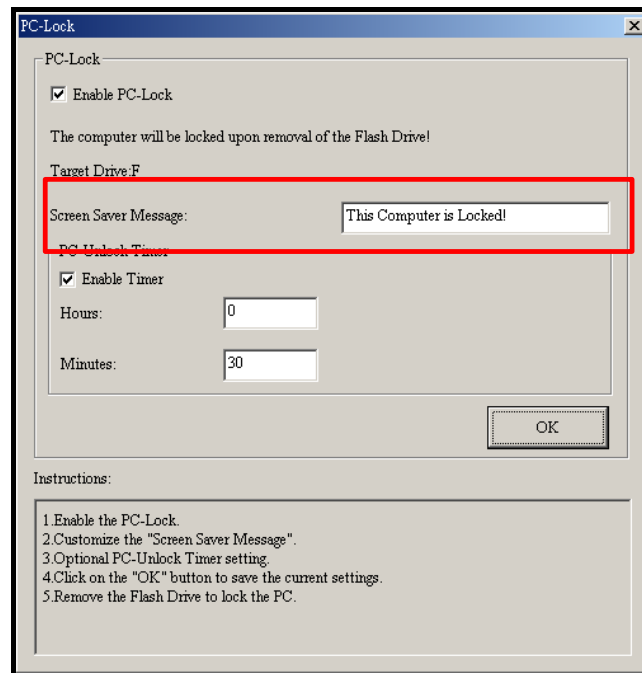 PC-Lock
PC-Lock
Enable PC-Lock
The computer will be locked upon removal of the Flash Drive!
Target Drive:F
Screen Saver Message: This Computer is Locked!
PC-Unlock Timer
Enable Timer
Hours: 0
Minutes: 30
OK
Instructions:
1.Enable the PC-Lock.
2.Customize the "Screen Saver Message".
3.Optional PC-Unlock Timer setting.
4.Click on the "OK" button to save the current settings.
5.Remove the Flash Drive to lock the PC.